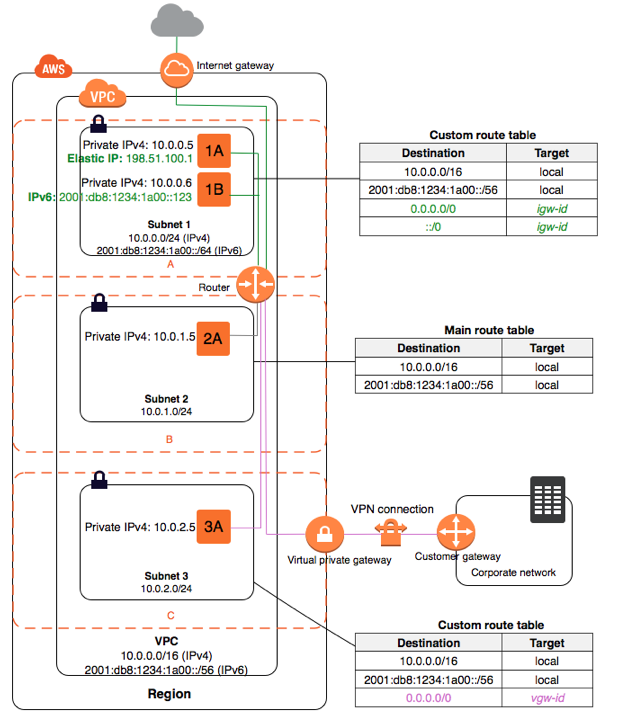 Internet gateway
AWS
VPC
Private IPv4: 10.0.0.5
Elastic IP: 198.51.100.1
1A
Private IPv4: 10.0.0.6
IPv6: 2001:db8:1234:1a00::123
1B
Subnet 1
10.0.0.0/24 (IPv4)
2001:db8:1234:1a00::/64 (IPv6)
A
Custom route table
Destination Target
10.0.0.0/16 local
2001:db8:1234:1a00::/56 local
0.0.0.0/0 igw-id
::/0 igw-id
Router
Private IPv4: 10.0.1.5
2A
Subnet 2
10.0.1.0/24
B
Main route table
Destination Target
10.0.0.0/16 local
2001:db8:1234:1a00::/56 local
Private IPv4: 10.0.2.5
3A
Subnet 3
10.0.2.0/24
C
VPN connection
Virtual private gateway
Customer gateway
Corporate network
VPC
10.0.0.0/16 (IPv4)
2001:db8:1234:1a00::/56 (IPv6)
Region
Custom route table
Destination Target
10.0.0.0/16 local
2001:db8:1234:1a00::/56 local
0.0.0.0/0 vgw-id